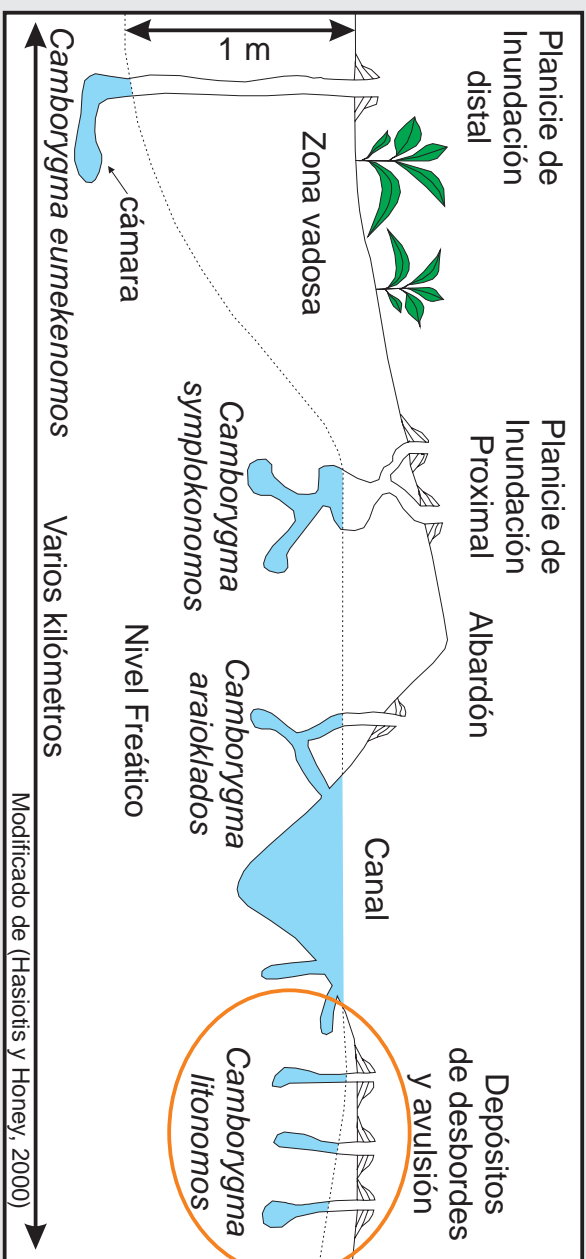 Planicie de
Inundación
distal
Planicie de
Inundación
Proximal
Albardón
Canal
Depósitos
de desbordes
y avulsión
1 m
Zona vadosa
cámara
Camborygma eumekenomos
Camborygma
symplokonomos
Nivel Freático
Camborygma
araioklados
Camborygma
litonomos
Varios kilómetros
Modificado de (Hasiotis y Honey, 2000)